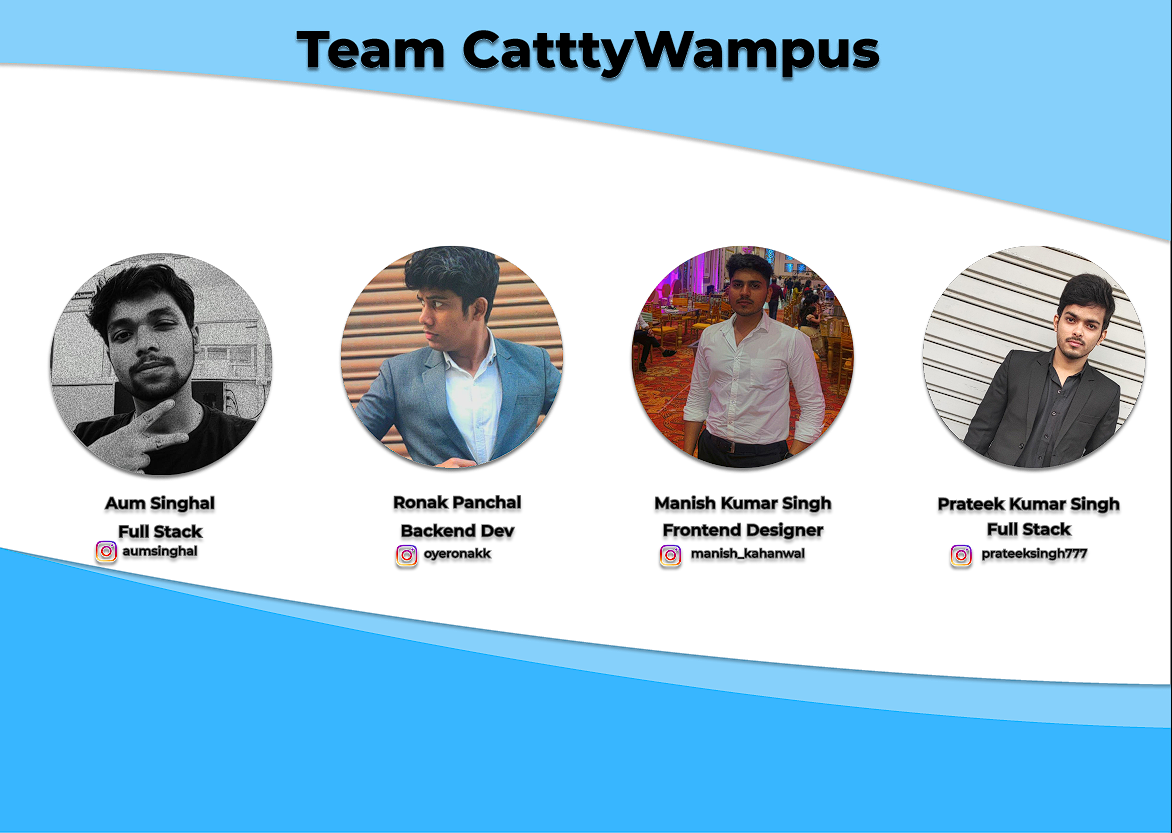 Team CatttyWampus
Aum Singhal
Full Stack
aumsinghal
Ronak Panchal
Backend Dev
oyeronakk
Manish Kumar Singh
Frontend Designer
manish_kahanwal
Prateek Kumar Singh
Full Stack
prateeksingh777